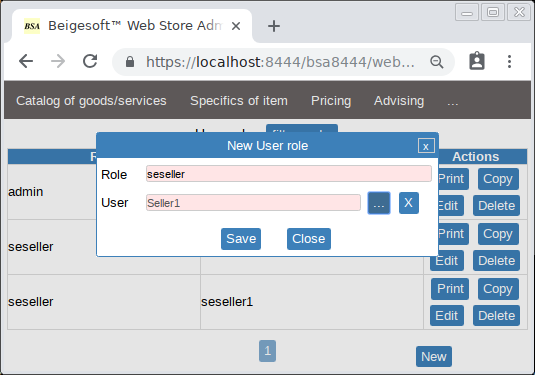 BSA Beigesoft™ Web Store Adm
https://localhost:8444/bsa8444/web…
Catalog of goods/services Specifics of item Pricing Advising ...
New User role x
Role seseller
User Seller1 ... X
Save Close
Actions
admin Print Copy
Edit Delete
seseller Print Copy
Edit Delete
seseller seseller1 Print Copy
Edit Delete
1 New